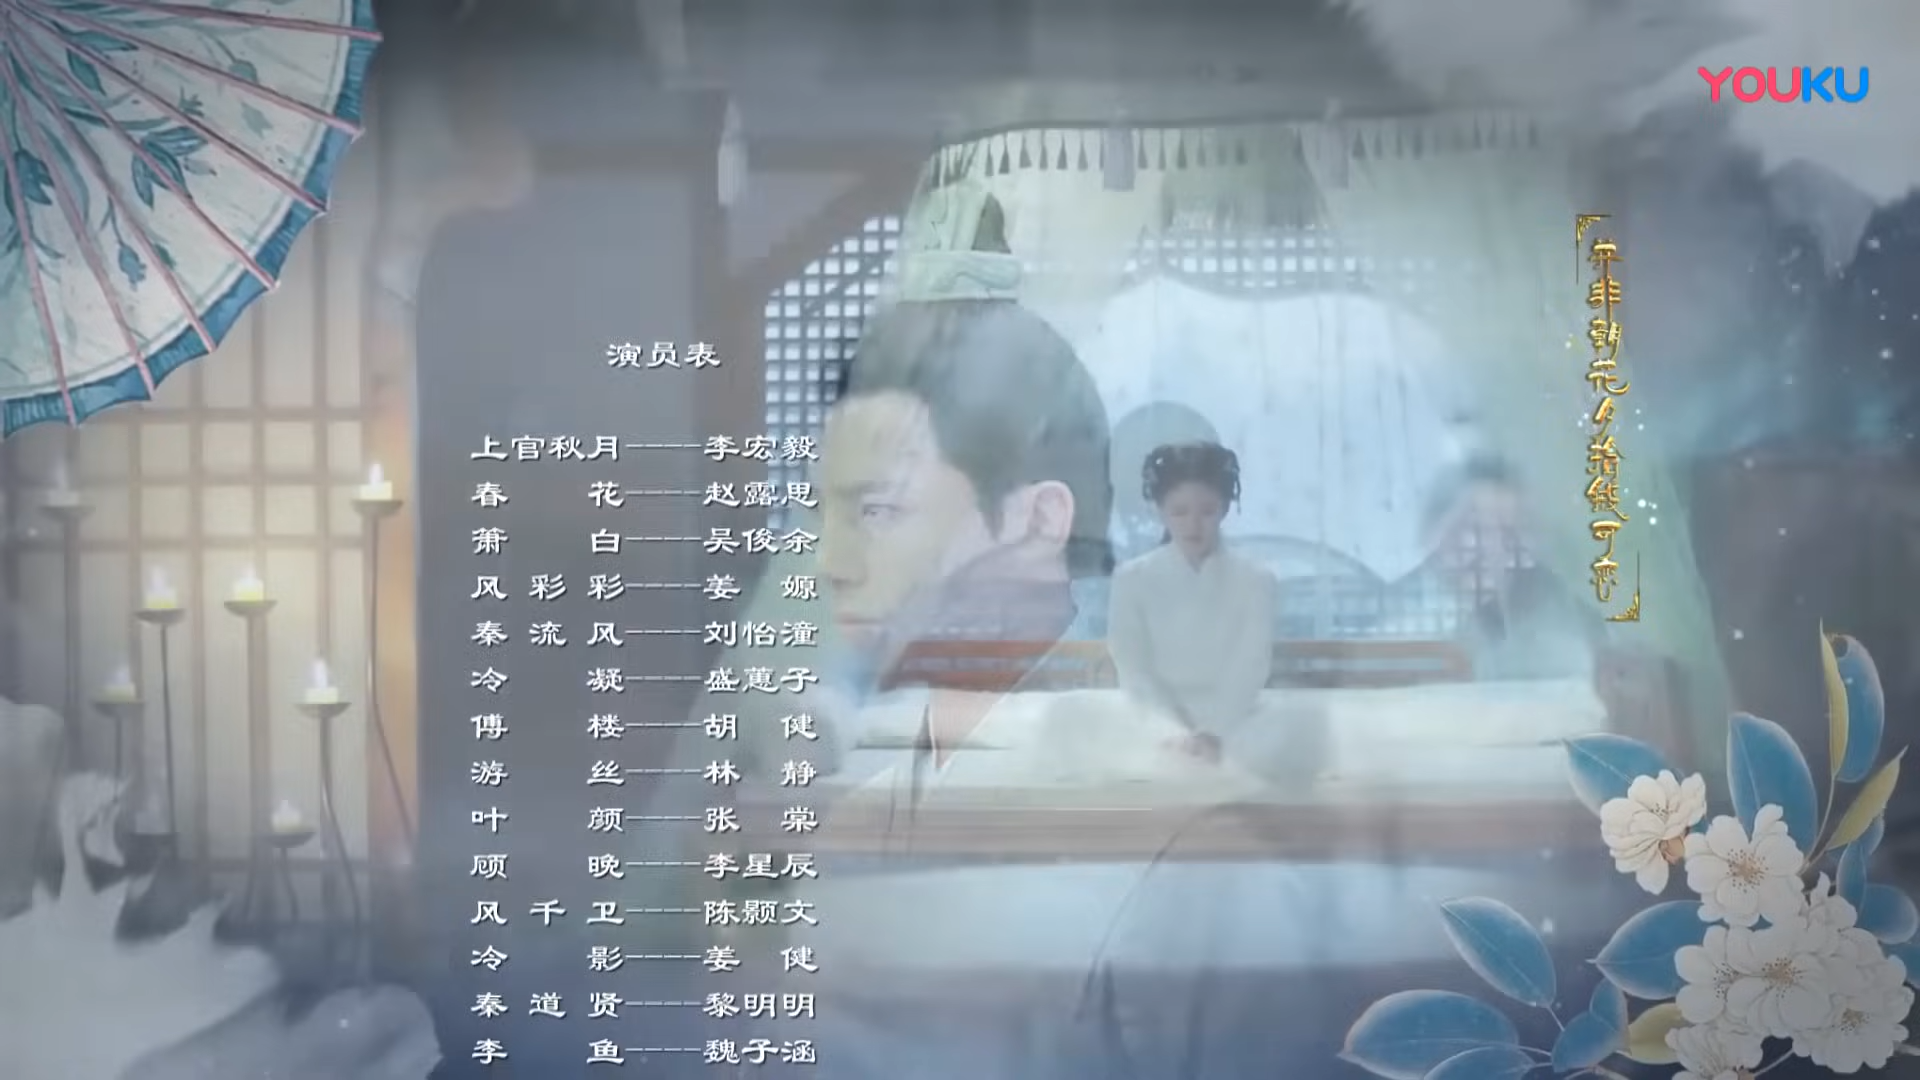 YOUKU
并非朝花夕拾皆可恋
演员表
上官秋月----李宏毅
春花----赵露思
萧白----吴俊余
风彩彩----姜嫄
秦流风----刘怡潼
冷凝----盛蕙子
傅楼----胡健
游丝----林静
叶颜----张棠
顾晚----李星辰
风千卫----陈颢文
冷影----姜健
秦道贤----黎明明
李鱼----魏子涵